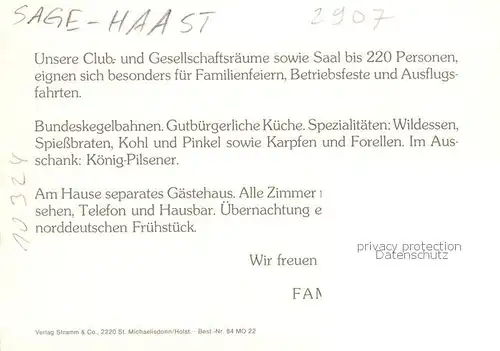 SAGE-HAAST 2907
Unsere Club- und Gesellschaftsräume sowie Saal bis 220 Personen,
eignen sich besonders für Familienfeiern, Betriebsfeste und Ausflugs-
fahrten.
Bundeskegelbahnen. Gutbürgerliche Küche. Spezialitäten: Wildessen,
Spießbraten, Kohl und Pinkel sowie Karpfen und Forellen. Im Aus-
schank: König-Pilsener.
10324
Am Hause separates Gästehaus. Alle Zimmer
sehen, Telefon und Hausbar. Übernachtung
norddeutschen Frühstück.
privacy protection
Datenschutz
Wir freuen
FAM
Verlag Stramm & Co., 2220 St. Michaelisdonn/Holst. · Best.-Nr. 84 MO 22